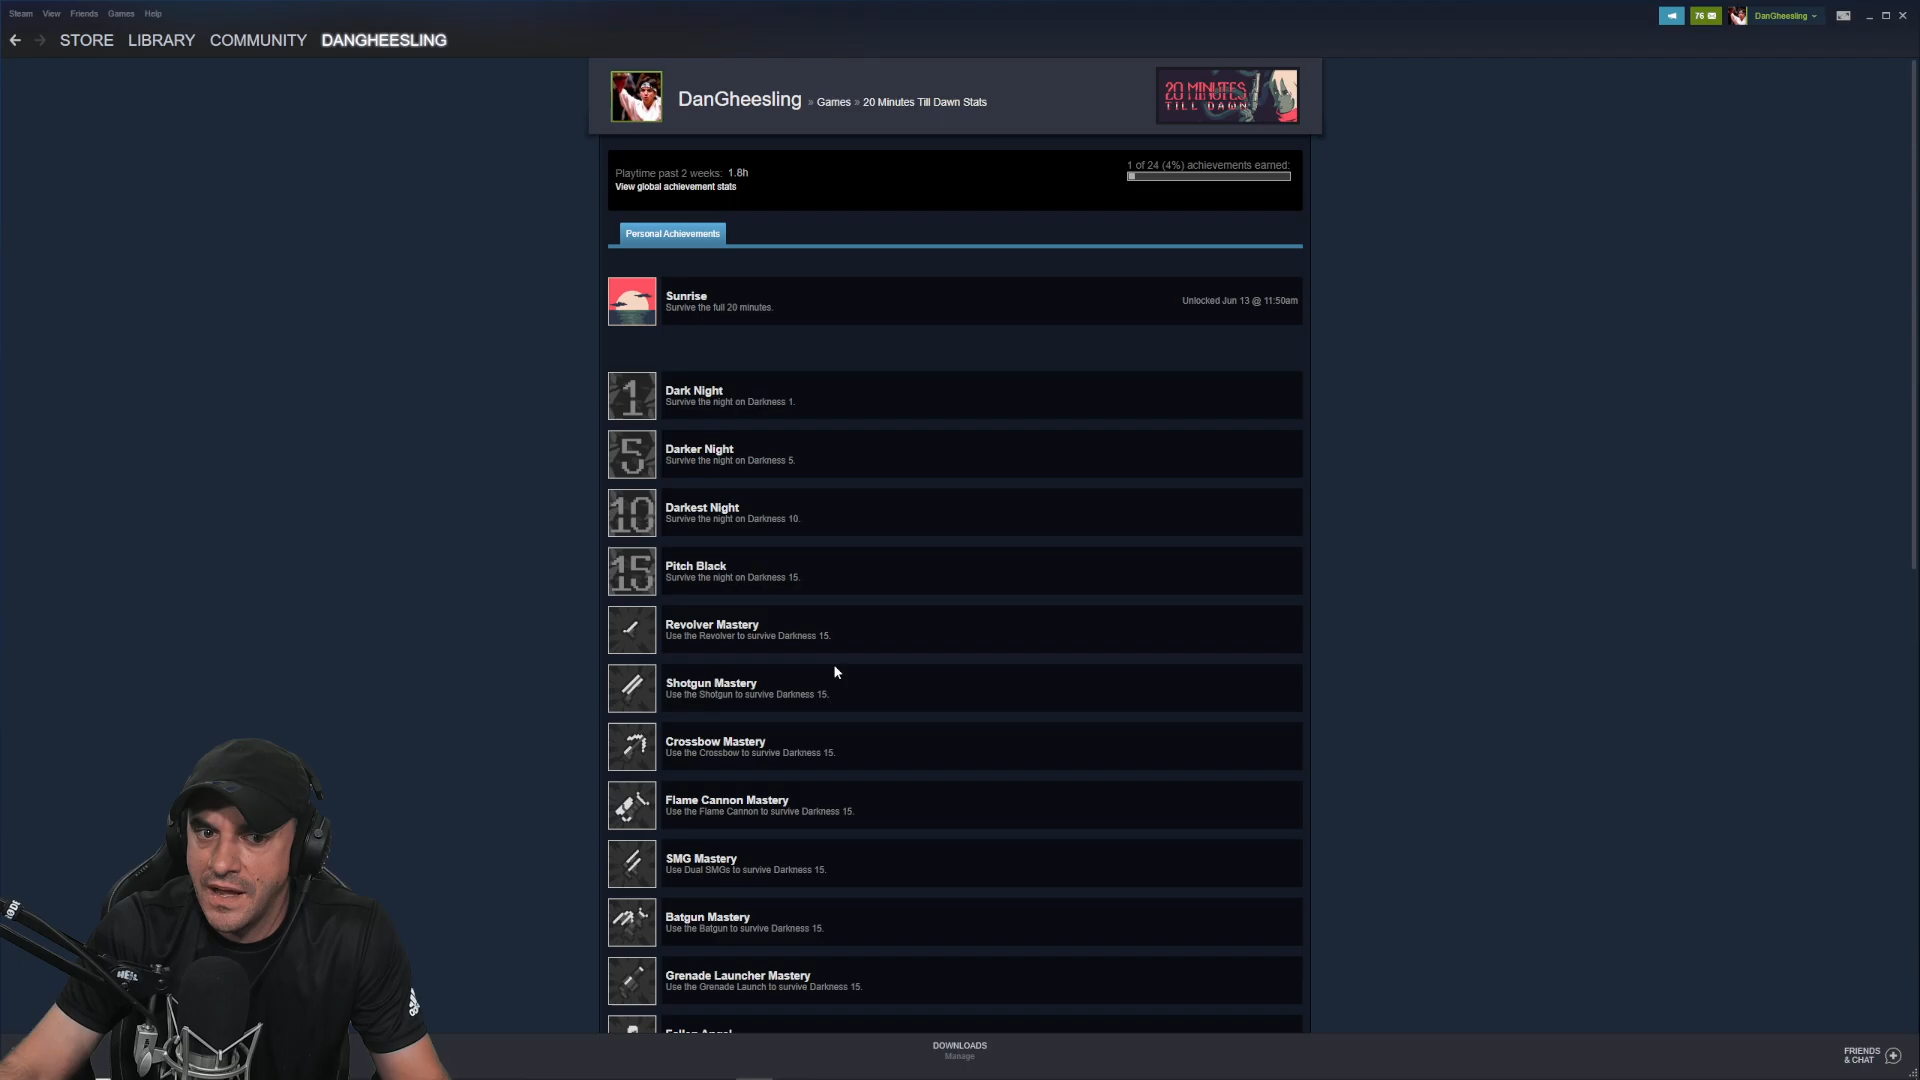 Steam View Friends Games Help
76
DanGheesling
STORE LIBRARY COMMUNITY DANGHEESLING
DanGheesling » Games » 20 Minutes Till Dawn Stats
20 MINUTES
TILL DAWN
Playtime past 2 weeks: 1.8h
View global achievement stats
1 of 24 (4%) achievements earned:
Personal Achievements
Sunrise
Survive the full 20 minutes.
Unlocked Jun 13 @ 11:50am
1
Dark Night
Survive the night on Darkness 1.
5
Darker Night
Survive the night on Darkness 5.
10
Darkest Night
Survive the night on Darkness 10.
15
Pitch Black
Survive the night on Darkness 15.
Revolver Mastery
Use the Revolver to survive Darkness 15.
Shotgun Mastery
Use the Shotgun to survive Darkness 15.
Crossbow Mastery
Use the Crossbow to survive Darkness 15.
Flame Cannon Mastery
Use the Flame Cannon to survive Darkness 15.
SMG Mastery
Use Dual SMGs to survive Darkness 15.
Batgun Mastery
Use the Batgun to survive Darkness 15.
Grenade Launcher Mastery
Use the Grenade Launch to survive Darkness 15.
Fallen Angel
RØDE
HEIL
adidas
DOWNLOADS
Manage
FRIENDS
& CHAT